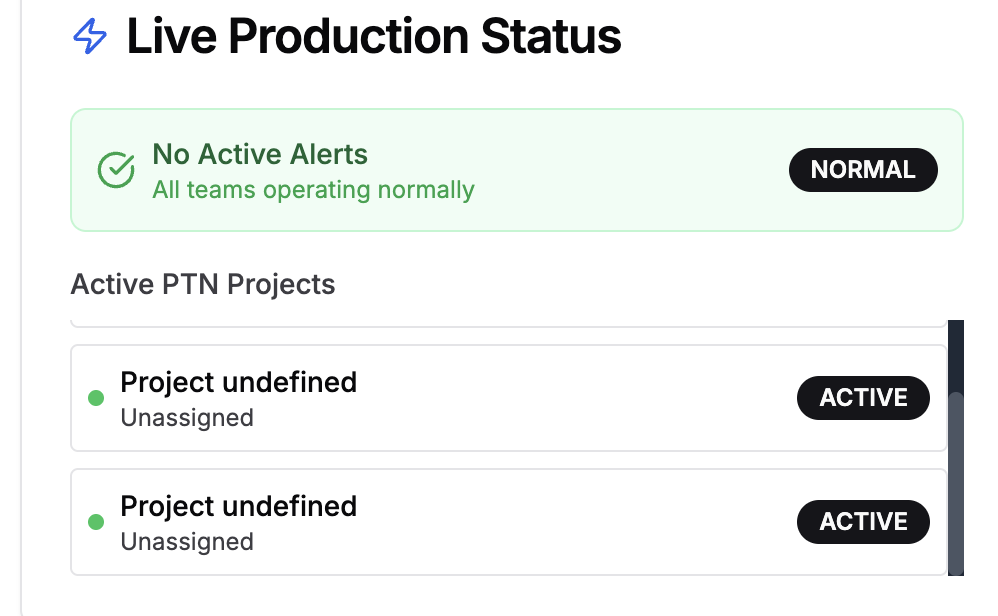 Live Production Status
No Active Alerts
All teams operating normally
NORMAL
Active PTN Projects
Project undefined
Unassigned
ACTIVE
Project undefined
Unassigned
ACTIVE